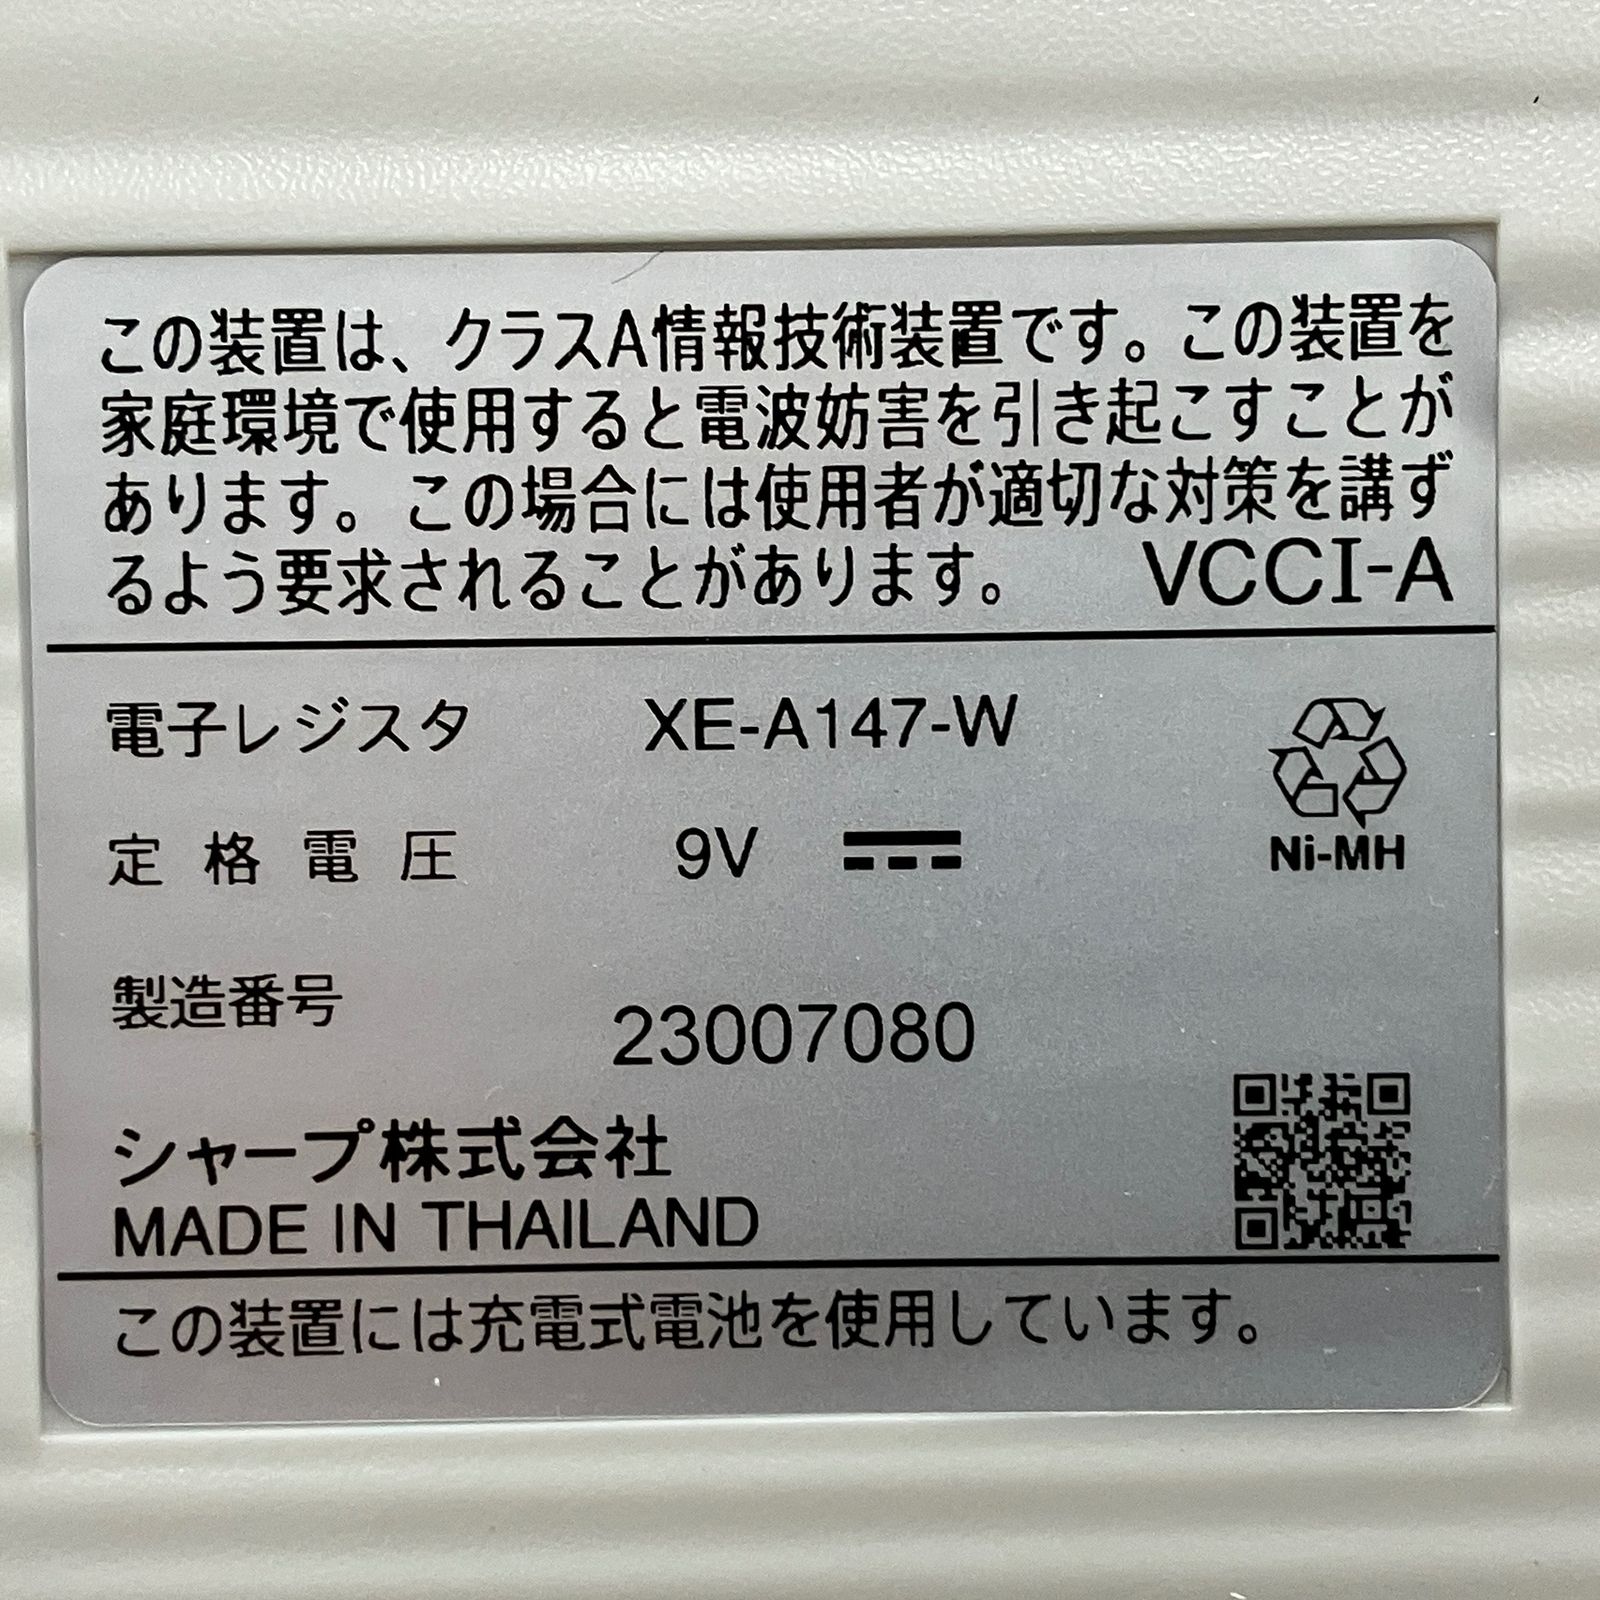 この装置は、クラスA情報技術装置です。この装置を
家庭環境で使用すると電波妨害を引き起こすことが
あります。この場合には使用者が適切な対策を講ず
るよう要求されることがあります。 VCCI-A
電子レジスタ XE-A147-W
定格電圧 9V
Ni-MH
製造番号 23007080
シャープ株式会社
MADE IN THAILAND
この装置には充電式電池を使用しています。